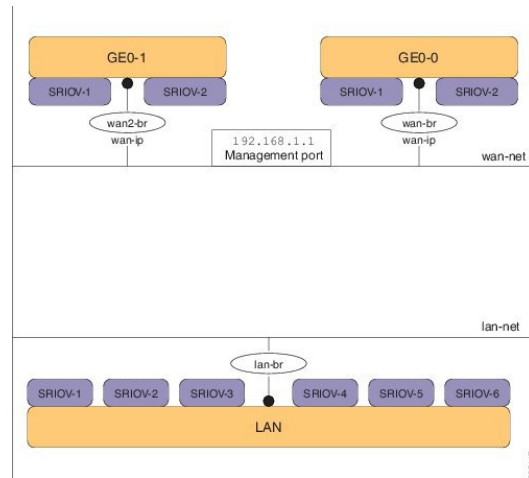 GE0-1
GE0-0
SRIOV-1
SRIOV-2
SRIOV-1
SRIOV-2
wan2-br
wan-br
wan-ip
192.168.1.1
wan-ip
Management port
wan-net
lan-net
lan-br
SRIOV-1
SRIOV-2
SRIOV-3
SRIOV-4
SRIOV-5
SRIOV-6
LAN